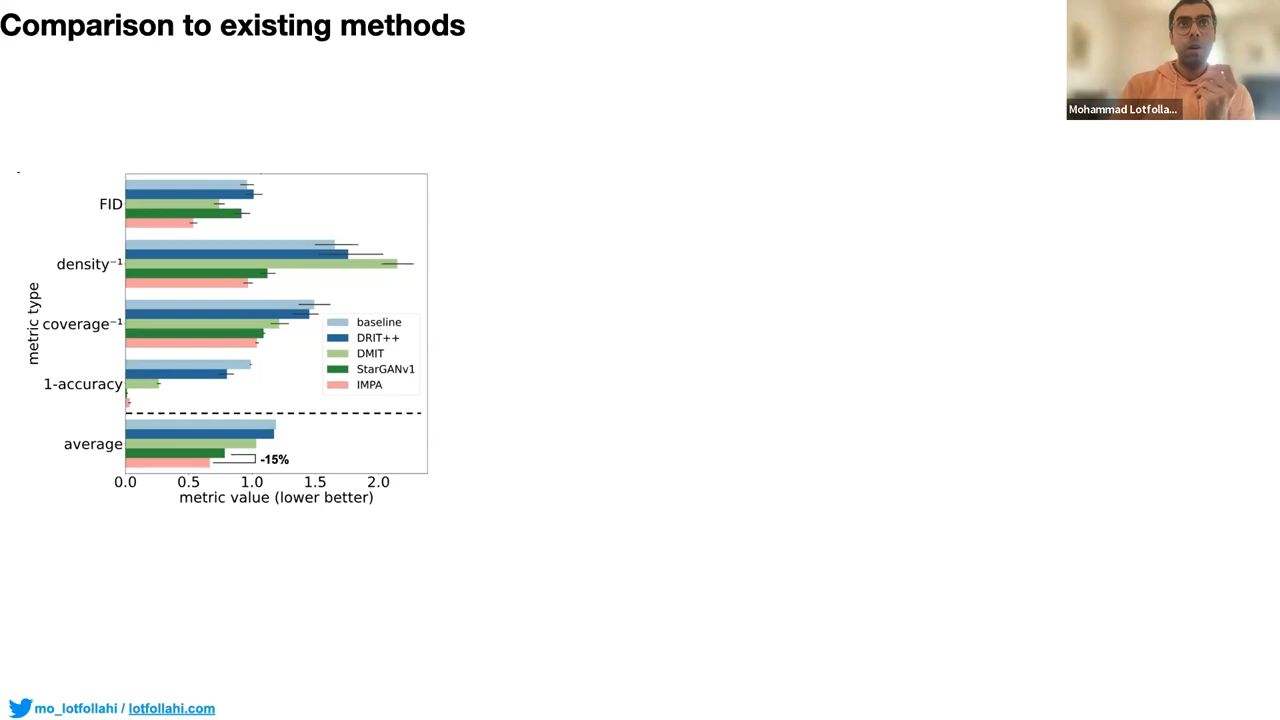 Comparison to existing methods
Mohammad Lotfolla...
FID
density⁻¹
coverage⁻¹
1-accuracy
average
metric type
baseline
DRIT++
DMIT
StarGANv1
IMPA
-15%
0.0 0.5 1.0 1.5 2.0
metric value (lower better)
mo_lotfollahi / lotfollahi.com